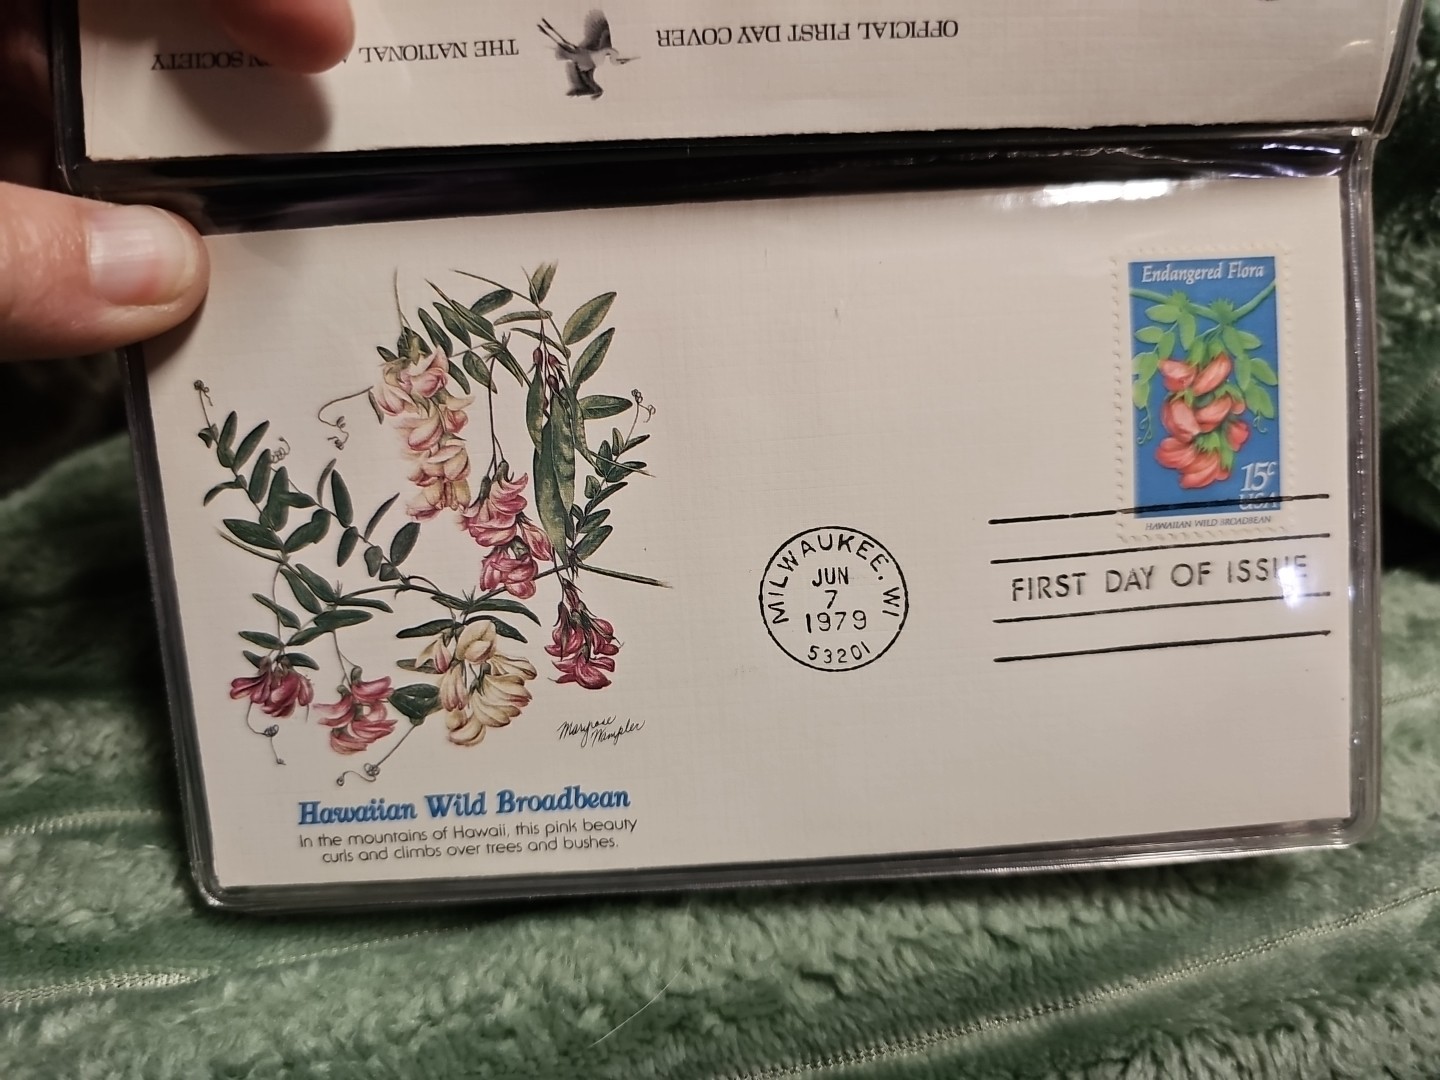 OFFICIAL FIRST DAY COVER
THE NATIONAL SOCIETY
Endangered Flora
15c
USA
HAWAIIAN WILD BROADBEAN
MILWAUKEE. WI
JUN
7
1979
53201
FIRST DAY OF ISSUE
Maryrose
Wampler
Hawaiian Wild Broadbean
In the mountains of Hawaii, this pink beauty
curls and climbs over trees and bushes.